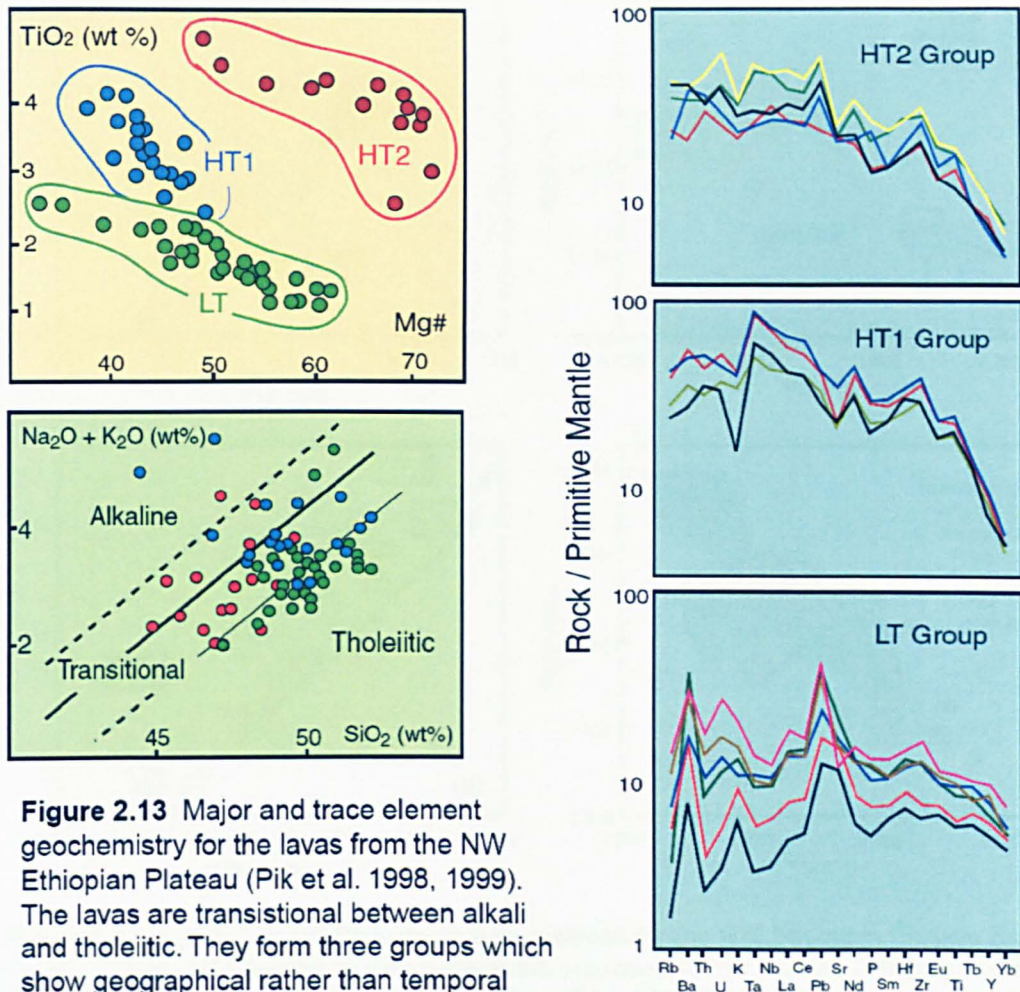 TiO2 (wt %)
4
3
2
1
HT1
HT2
LT
Mg#
40 50 60 70
Na2O + K2O (wt%)
4
2
Alkaline
Transitional
Tholeiitic
45 50 SiO2 (wt%)
Figure 2.13 Major and trace element
geochemistry for the lavas from the NW
Ethiopian Plateau (Pik et al. 1998, 1999).
The lavas are transistional between alkali
and tholeiitic. They form three groups which
show geographical rather than temporal
Rock / Primitive Mantle
100
HT2 Group
10
100
HT1 Group
10
100
LT Group
10
1
Rb Th K Nb Ce Sr P Hf Eu Tb Yb
Ba U Ta La Pb Nd Sm Zr Ti Y